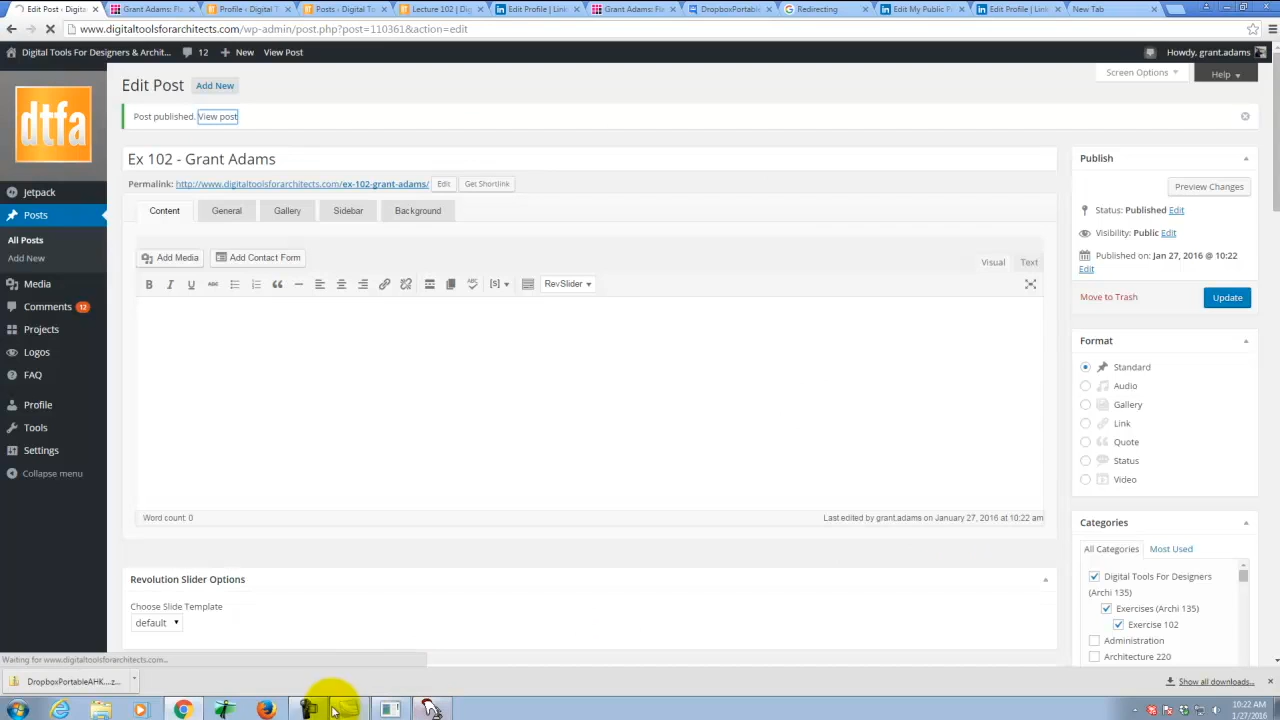 Edit Post ‹ Digita
Grant Adams: Fla
Profile ‹ Digital T
Posts ‹ Digital To
Lecture 102 | Dig
Edit Profile | Link
Grant Adams: Fla
DropboxPortable
Redirecting
Edit My Public P
Edit Profile | Link
New Tab
www.digitaltoolsforarchitects.com/wp-admin/post.php?post=110361&action=edit
Digital Tools For Designers & Archit... 12 New View Post Howdy, grant.adams
Edit Post Add New
Screen Options Help
dtfa
Post published. View post
Ex 102 - Grant Adams
Permalink: http://www.digitaltoolsforarchitects.com/ex-102-grant-adams/ Edit Get Shortlink
Content General Gallery Sidebar Background
Add Media Add Contact Form
Visual Text
B I U ABC ABC [S] RevSlider
Word count: 0
Last edited by grant.adams on January 27, 2016 at 10:22 am
Revolution Slider Options
Choose Slide Template
default
Jetpack
Posts
All Posts
Add New
Media
Comments 12
Projects
Logos
FAQ
Profile
Tools
Settings
Collapse menu
Publish
Preview Changes
Status: Published Edit
Visibility: Public Edit
Published on: Jan 27, 2016 @ 10:22
Edit
Move to Trash Update
Format
Standard
Audio
Gallery
Link
Quote
Status
Video
Categories
All Categories Most Used
Digital Tools For Designers
(Archi 135)
Exercises (Archi 135)
Exercise 102
Administration
Architecture 220
Waiting for www.digitaltoolsforarchitects.com...
DropboxPortableAHK....z...
Show all downloads...
10:22 AM
1/27/2016